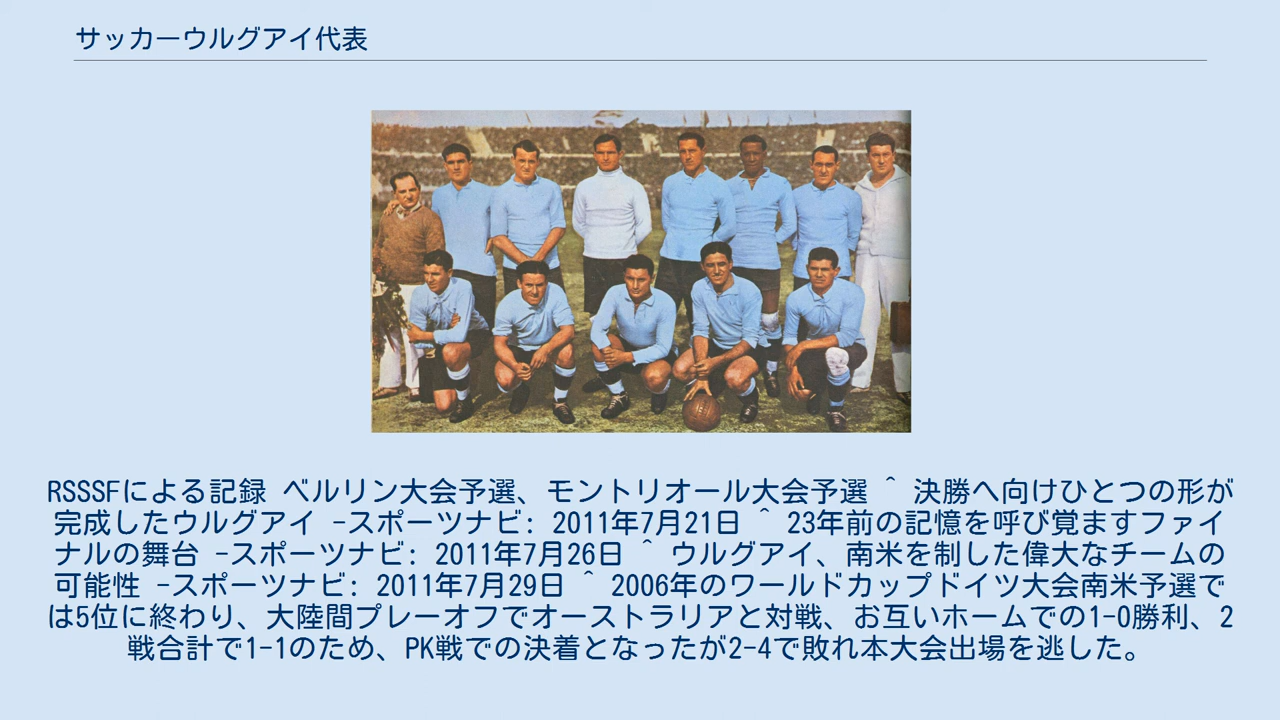 サッカーウルグアイ代表
RSSSFによる記録 ベルリン大会予選、モントリオール大会予選 ^ 決勝へ向けひとつの形が
完成したウルグアイ -スポーツナビ: 2011年7月21日 ^ 23年前の記憶を呼び覚ますファイ
ナルの舞台 -スポーツナビ: 2011年7月26日 ^ ウルグアイ、南米を制した偉大なチームの
可能性 -スポーツナビ: 2011年7月29日 ^ 2006年のワールドカップドイツ大会南米予選で
は5位に終わり、大陸間プレーオフでオーストラリアと対戦、お互いホームでの1-0勝利、2
戦合計で1-1のため、PK戦での決着となったが2-4で敗れ本大会出場を逃した。